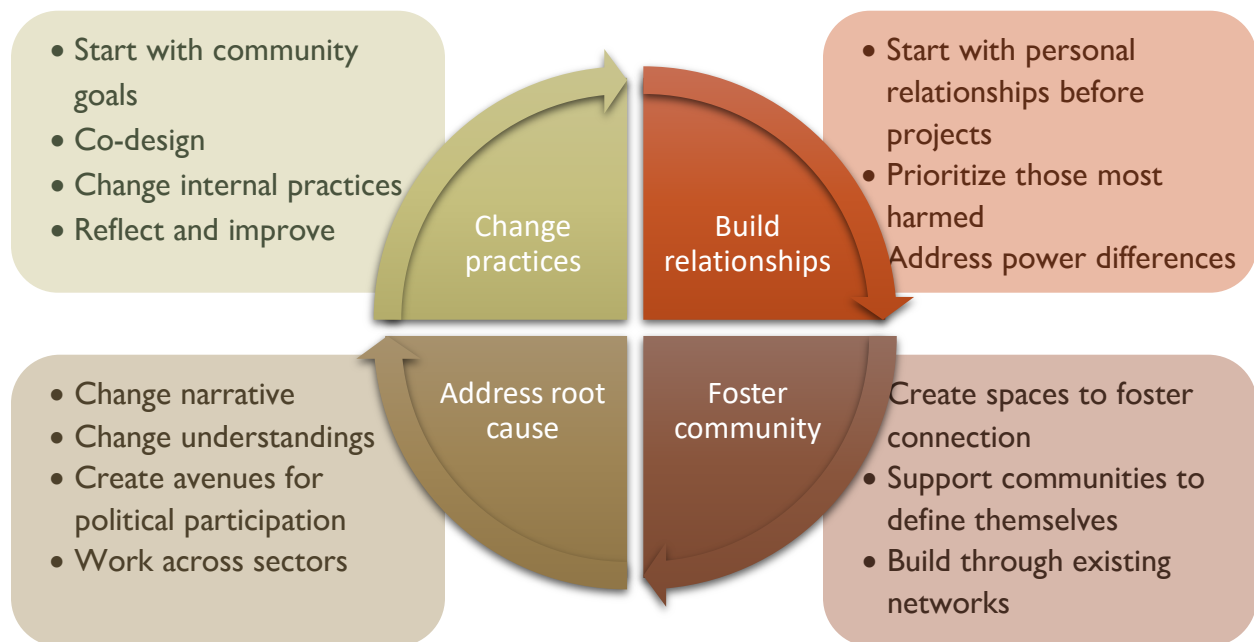 • Start with community
goals
• Co-design
• Change internal practices
• Reflect and improve
• Start with personal
relationships before
projects
• Prioritize those most
harmed
Address power differences
Change
practices
Build
relationships
Address root
cause
Foster
community
• Change narrative
• Change understandings
• Create avenues for
political participation
• Work across sectors
Create spaces to foster
connection
• Support communities to
define themselves
• Build through existing
networks